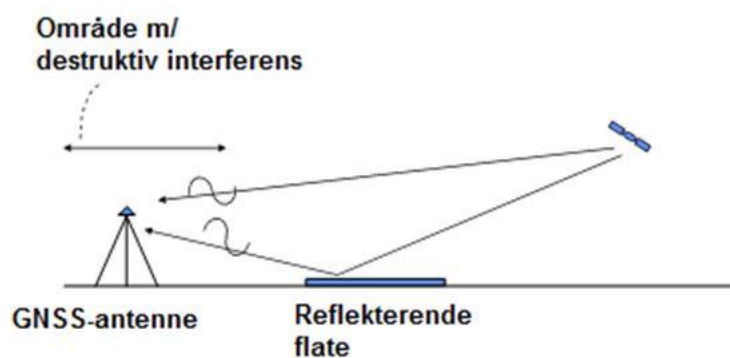 Område m/
destruktiv interferens
GNSS-antenne
Reflekterende
flate